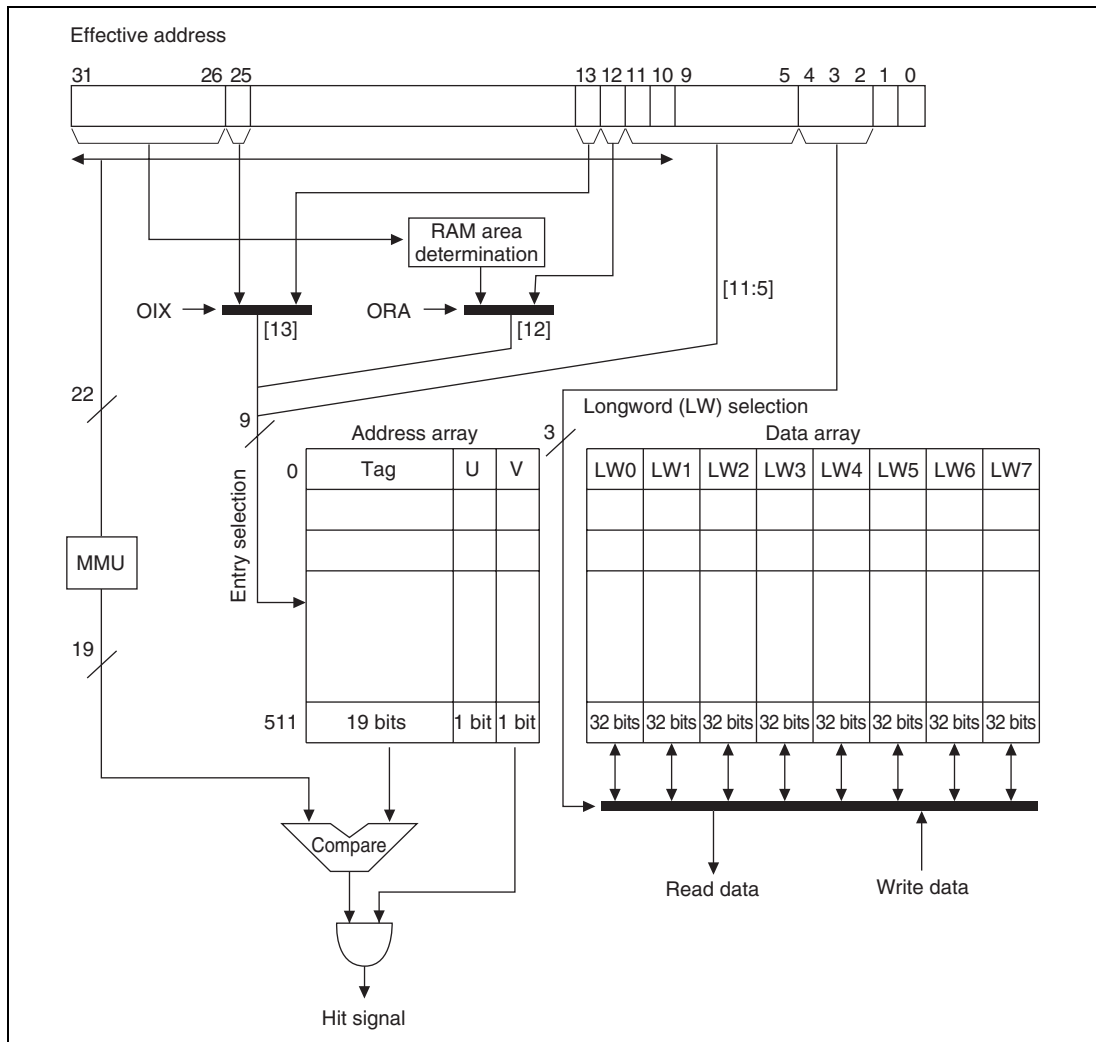 Effective address
31 26 25 13 12 11 10 9 5 4 3 2 1 0
RAM area
determination
[11:5]
OIX
[13]
ORA
[12]
22
9
3
Longword (LW) selection
Entry selection
Address array
Data array
0 Tag U V
LW0 LW1 LW2 LW3 LW4 LW5 LW6 LW7
MMU
19
511 19 bits 1 bit 1 bit
32 bits 32 bits 32 bits 32 bits 32 bits 32 bits 32 bits 32 bits
Compare
Read data
Write data
Hit signal